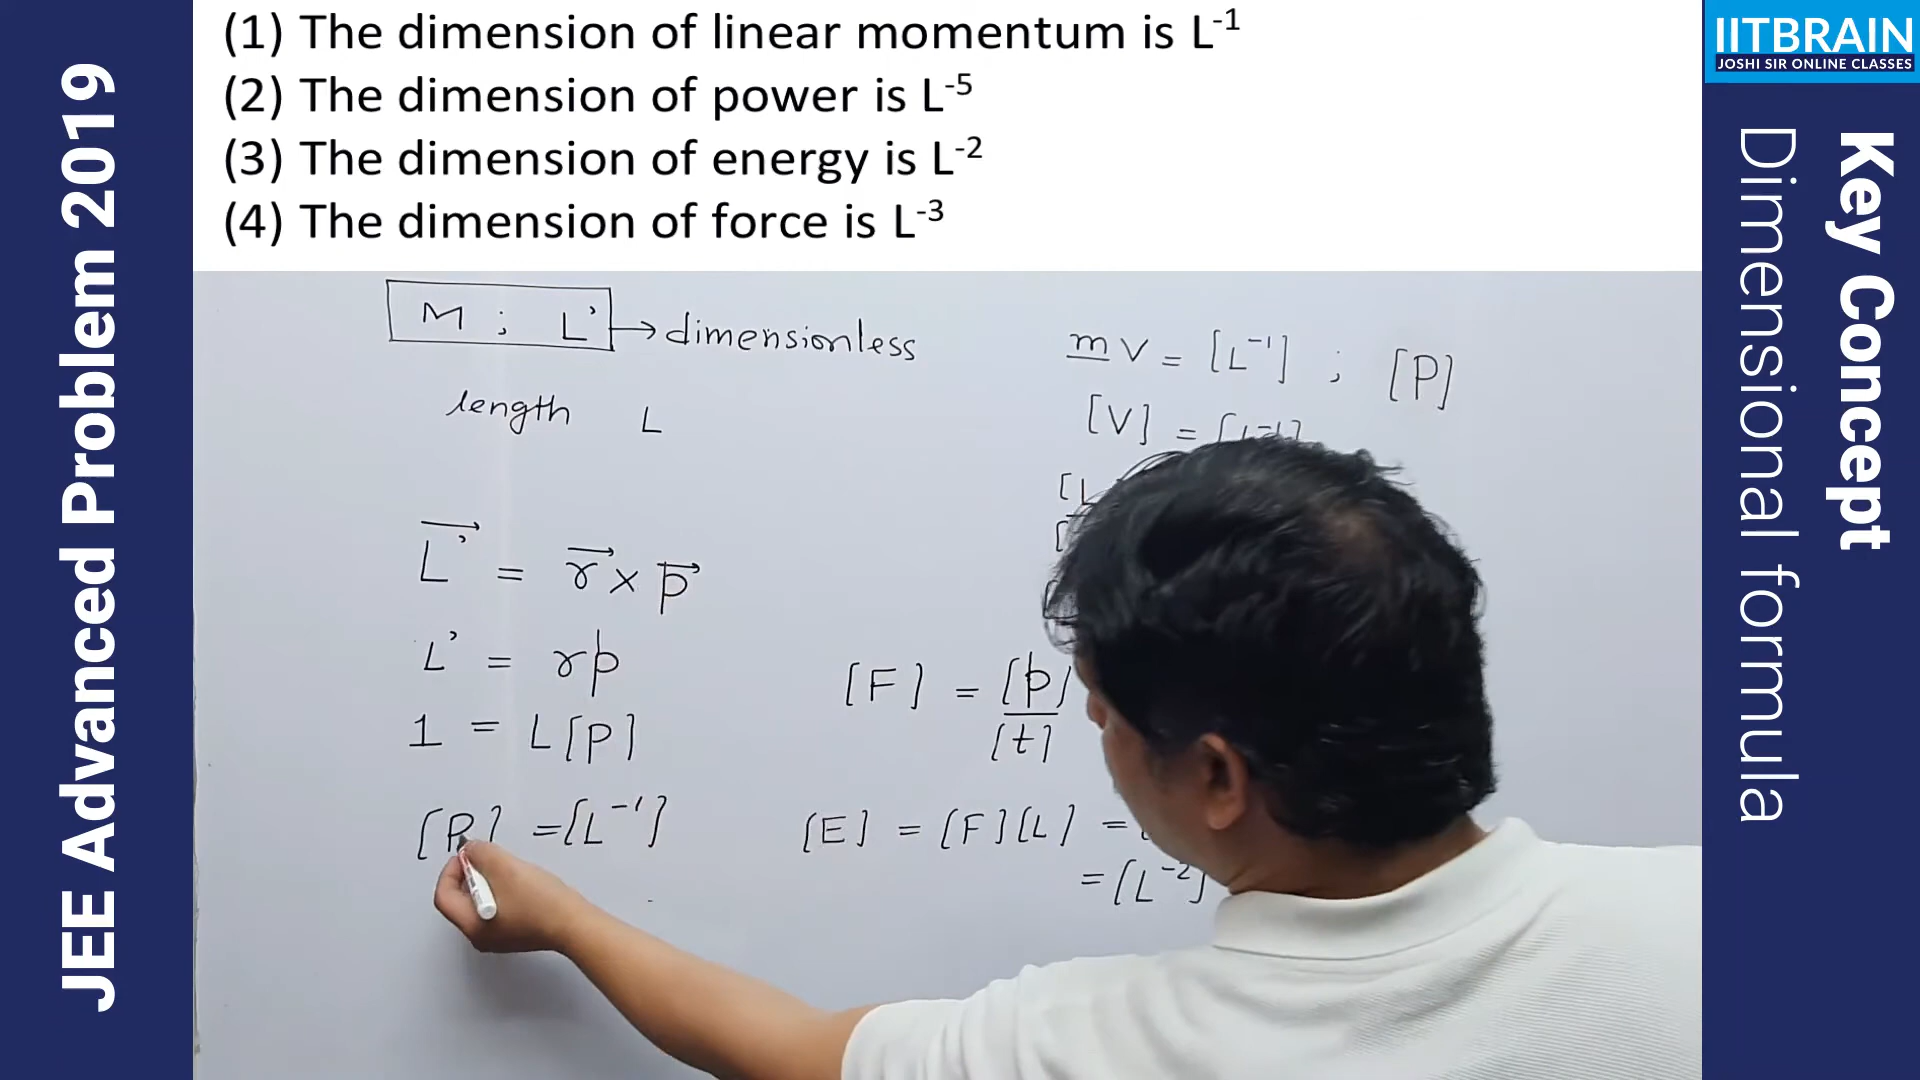 JEE Advanced Problem 2019
(1) The dimension of linear momentum is L⁻¹
(2) The dimension of power is L⁻⁵
(3) The dimension of energy is L⁻²
(4) The dimension of force is L⁻³
IITBRAIN
JOSHI SIR ONLINE CLASSES
Key Concept
Dimensional formula
M ; L' → dimensionless
length L
L⃗' = r⃗ × p⃗
L' = rp
1 = L[P]
[P] = [L⁻¹]
mv = [L⁻¹] ; [P]
[V] = [L⁻¹]
[L
[F] = [p]
[t]
[E] = [F][L] =
= [L⁻²]